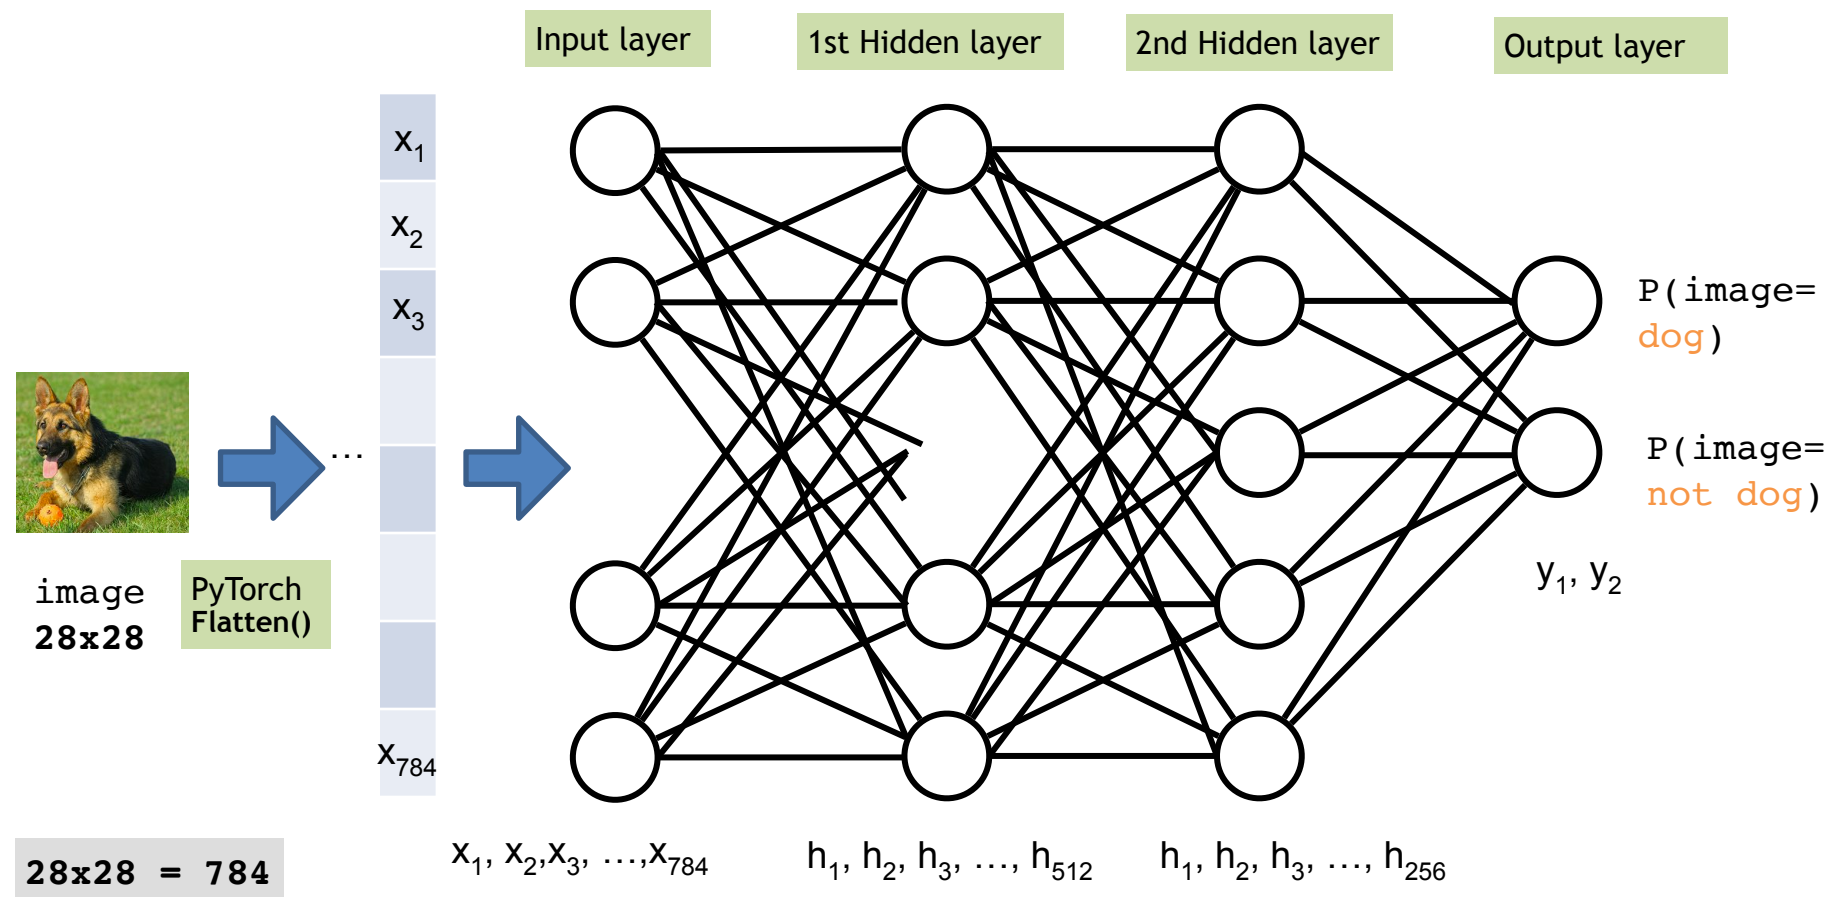 Input layer
1st Hidden layer
2nd Hidden layer
Output layer
x₁
x₂
x₃
…
x₇₈₄
image
28x28
PyTorch
Flatten()
P(image=
dog)
P(image=
not dog)
y₁, y₂
28x28 = 784
x₁, x₂,x₃, …,x₇₈₄
h₁, h₂, h₃, …, h₅₁₂
h₁, h₂, h₃, …, h₂₅₆